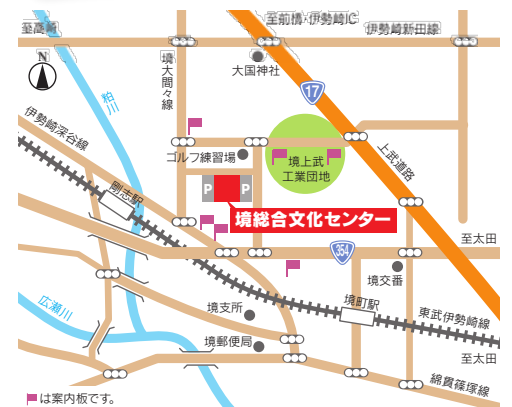 至高崎
至前橋・伊勢崎IC
伊勢崎新田線
N
境大間々線
大国神社
17
粕川
伊勢崎深谷線
ゴルフ練習場
境上武
工業団地
上武道路
剛志駅
P
P
境総合文化センター
354
至太田
境交番
広瀬川
境支所
境町駅
東武伊勢崎線
境郵便局
至太田
綿貫篠塚線
は案内板です。